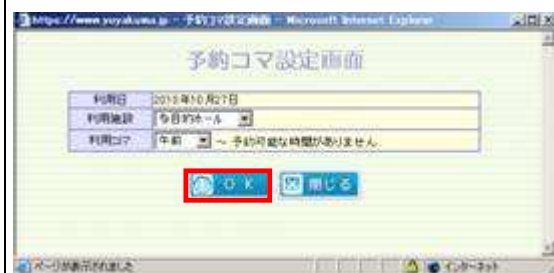 https://www.yoyakuma.jp - 予約コマ設定画面 - Microsoft Internet Explorer
予約コマ設定画面
利用日 2010年10月27日
利用施設 多目的ホール
利用コマ 午前 ～ 予約可能な時間がありません
OK 閉じる
ページが表示されました インターネット